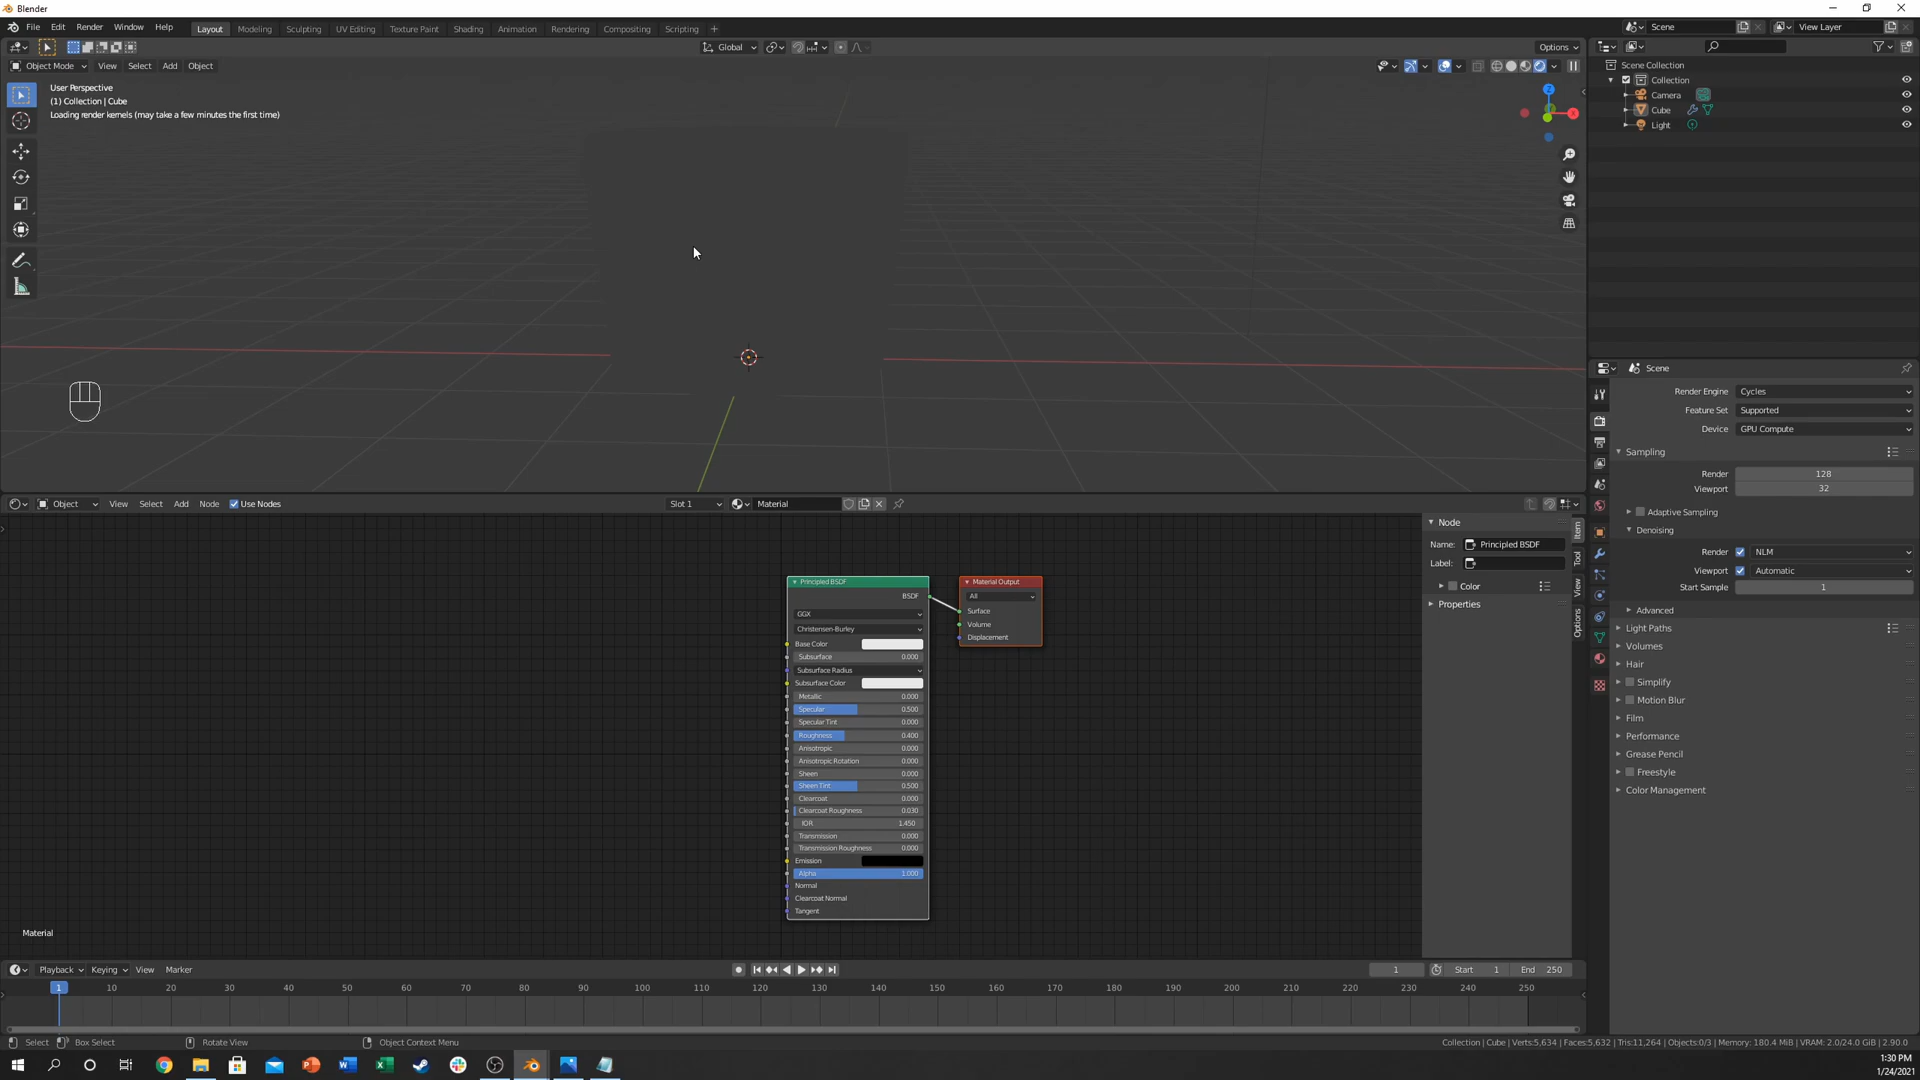 Blender
File Edit Render Window Help
Layout Modeling Sculpting UV Editing Texture Paint Shading Animation Rendering Compositing Scripting +
Scene
View Layer
Global
Options
Object Mode View Select Add Object
User Perspective
(1) Collection | Cube
Loading render kernels (may take a few minutes the first time)
Z
X
Scene Collection
Collection
Camera
Cube
Light
Scene
Render Engine Cycles
Feature Set Supported
Device GPU Compute
Sampling
Render 128
Viewport 32
Adaptive Sampling
Denoising
Render NLM
Viewport Automatic
Start Sample 1
Advanced
Light Paths
Volumes
Hair
Simplify
Motion Blur
Film
Performance
Grease Pencil
Freestyle
Color Management
Object View Select Add Node Use Nodes
Slot 1
Material
Node
Name: Principled BSDF
Label:
Color
Properties
Item
Tool
View
Options
Principled BSDF
BSDF
GGX
Christensen-Burley
Base Color
Subsurface 0.000
Subsurface Radius
Subsurface Color
Metallic 0.000
Specular 0.500
Specular Tint 0.000
Roughness 0.400
Anisotropic 0.000
Anisotropic Rotation 0.000
Sheen 0.000
Sheen Tint 0.500
Clearcoat 0.000
Clearcoat Roughness 0.030
IOR 1.450
Transmission 0.000
Transmission Roughness 0.000
Emission
Alpha 1.000
Normal
Clearcoat Normal
Tangent
Material Output
All
Surface
Volume
Displacement
Material
Playback Keying View Marker
1 Start 1 End 250
1 10 20 30 40 50 60 70 80 90 100 110 120 130 140 150 160 170 180 190 200 210 220 230 240 250
Select Box Select Rotate View Object Context Menu
Collection | Cube | Verts:5,634 | Faces:5,632 | Tris:11,264 | Objects:0/3 | Memory: 180.4 MiB | VRAM: 2.0/24.0 GiB | 2.90.0
1:30 PM
1/24/2021